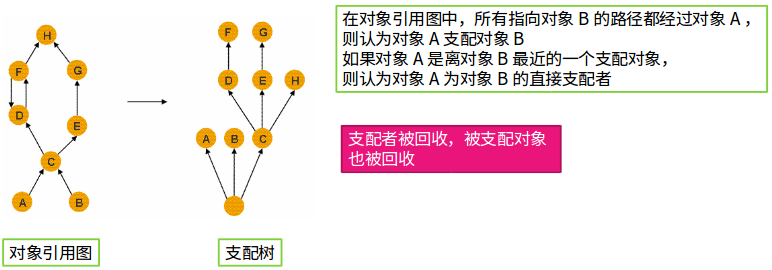 H
F
G
D
E
C
A
B
对象引用图
F
G
D
E
H
A
B
C
支配树
在对象引用图中，所有指向对象 B 的路径都经过对象 A ，
则认为对象 A 支配对象 B
如果对象 A 是离对象 B 最近的一个支配对象，
则认为对象 A 为对象 B 的直接支配者
支配者被回收，被支配对象
也被回收